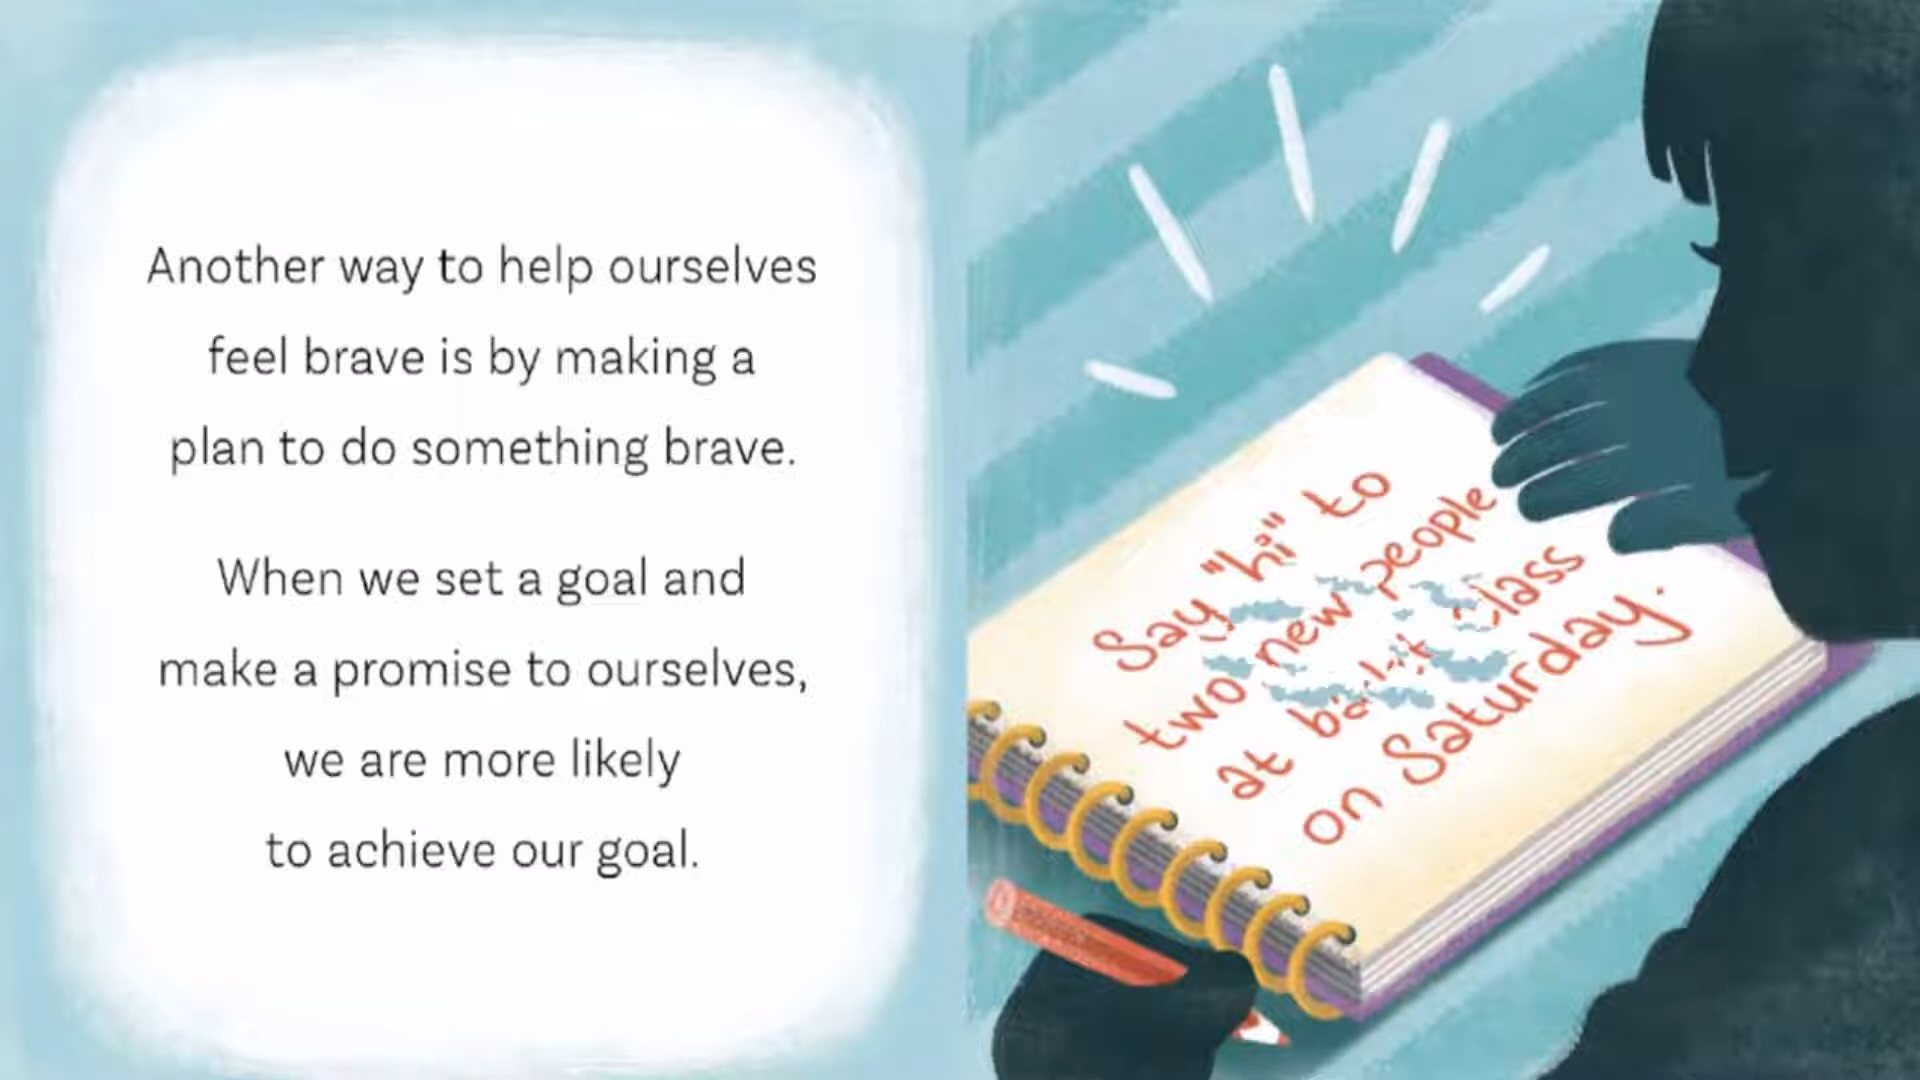 Another way to help ourselves
feel brave is by making a
plan to do something brave.
When we set a goal and
make a promise to ourselves,
we are more likely
to achieve our goal.
Say "hi" to
two new people
at class
on Saturday.